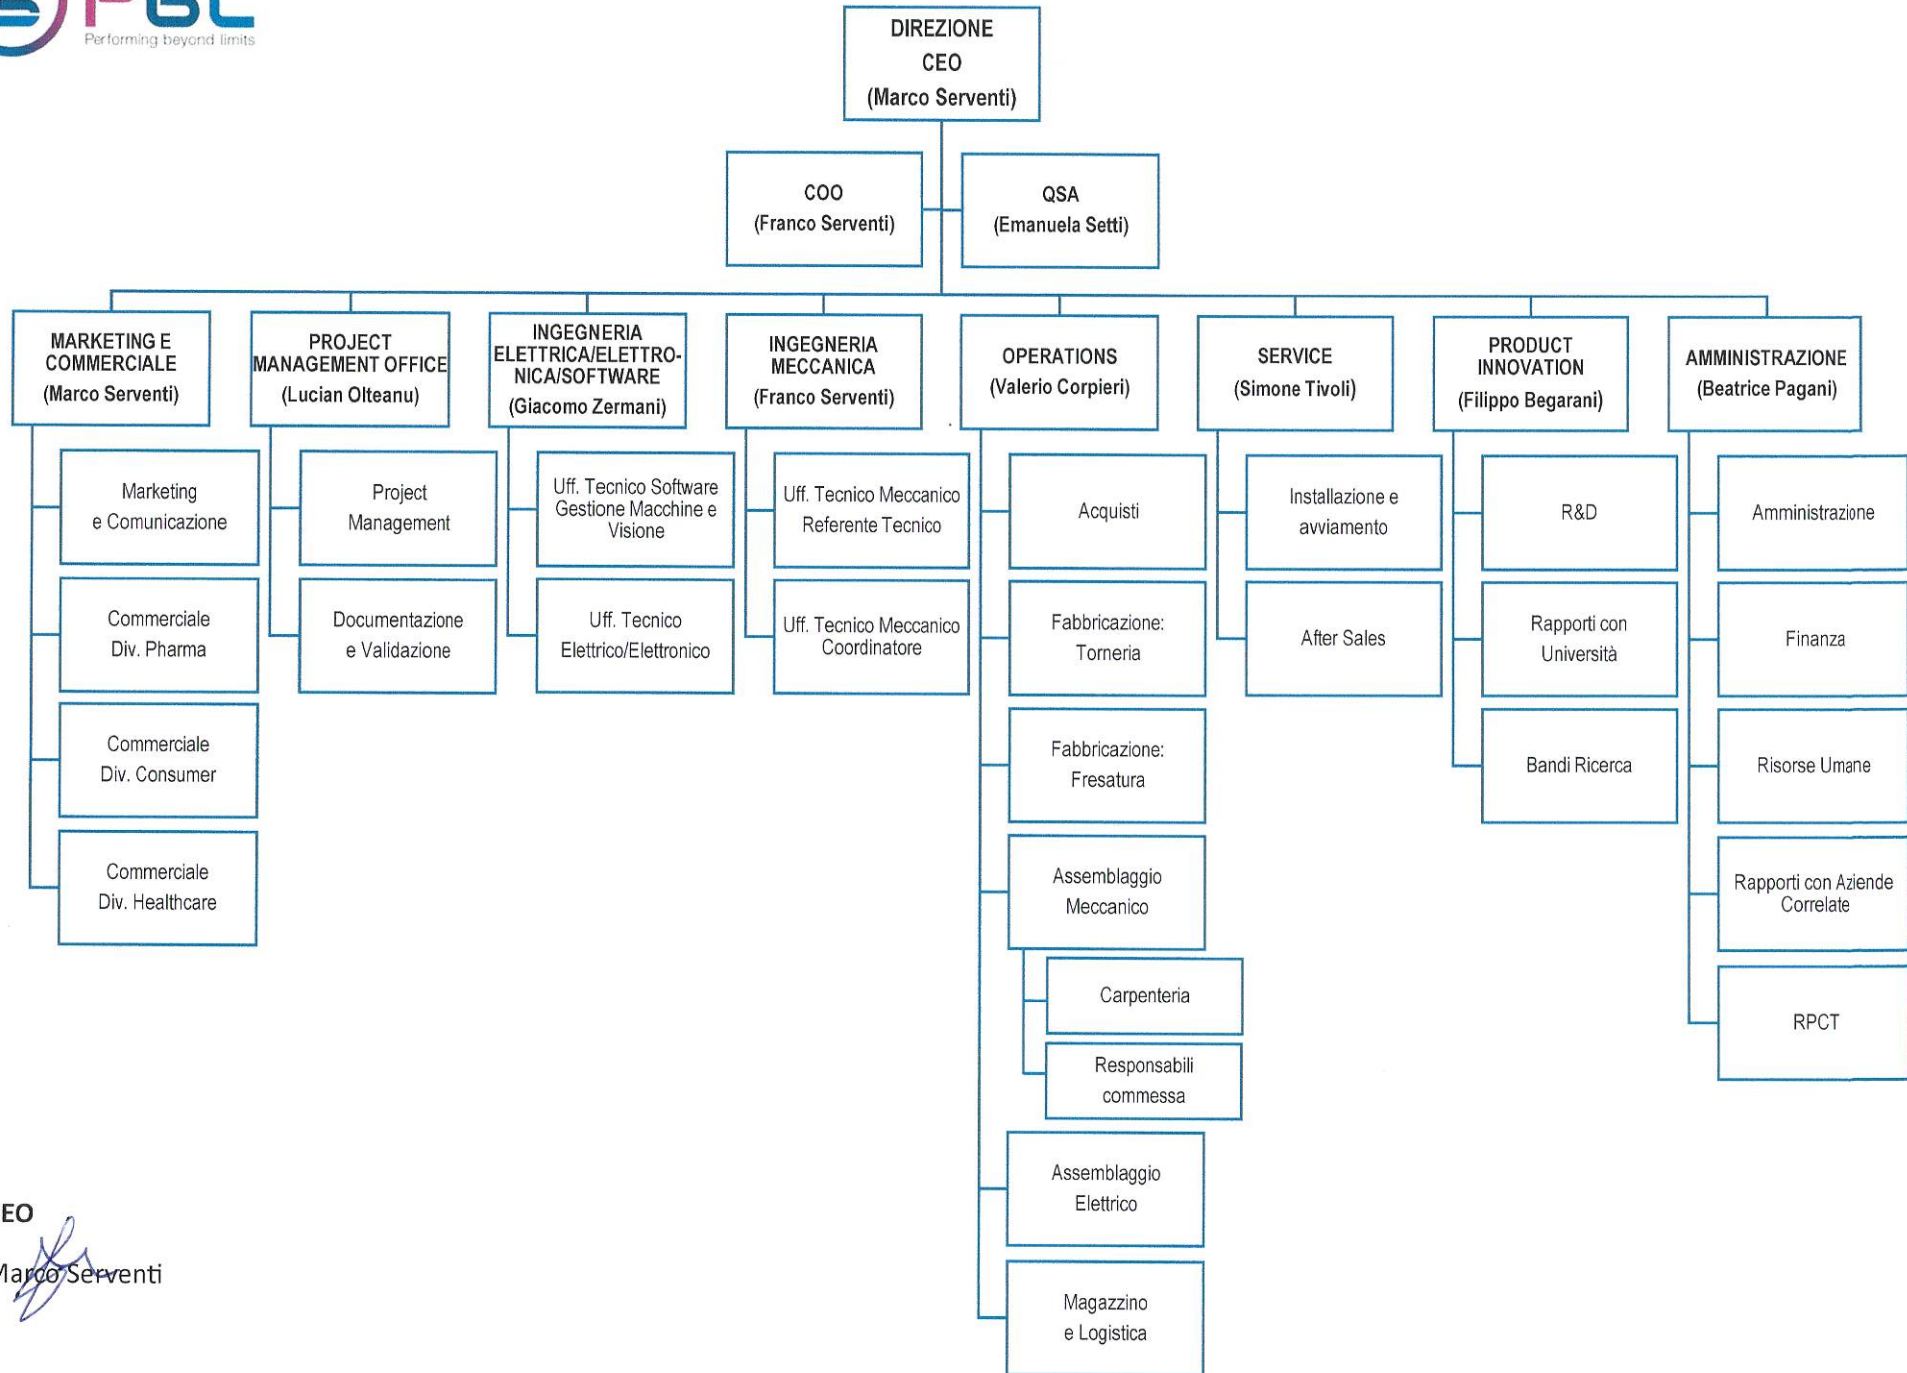 PGL
Performing beyond limits
DIREZIONE
CEO
(Marco Serventi)
COO
(Franco Serventi)
QSA
(Emanuela Setti)
MARKETING E
COMMERCIALE
(Marco Serventi)
PROJECT
MANAGEMENT OFFICE
(Lucian Olteanu)
INGEGNERIA
ELETTRICA/ELETTRO-
NICA/SOFTWARE
(Giacomo Zermani)
INGEGNERIA
MECCANICA
(Franco Serventi)
OPERATIONS
(Valerio Corpieri)
SERVICE
(Simone Tivoli)
PRODUCT
INNOVATION
(Filippo Begarani)
AMMINISTRAZIONE
(Beatrice Pagani)
Marketing
e Comunicazione
Commerciale
Div. Pharma
Commerciale
Div. Consumer
Commerciale
Div. Healthcare
Project
Management
Documentazione
e Validazione
Uff. Tecnico Software
Gestione Macchine e
Visione
Uff. Tecnico
Elettrico/Elettronico
Uff. Tecnico Meccanico
Referente Tecnico
Uff. Tecnico Meccanico
Coordinatore
Acquisti
Fabbricazione:
Torneria
Fabbricazione:
Fresatura
Assemblaggio
Meccanico
Carpenteria
Responsabili
commessa
Assemblaggio
Elettrico
Magazzino
e Logistica
Installazione e
avviamento
After Sales
R&D
Rapporti con
Università
Bandi Ricerca
Amministrazione
Finanza
Risorse Umane
Rapporti con Aziende
Correlate
RPCT
EO
Marco Serventi